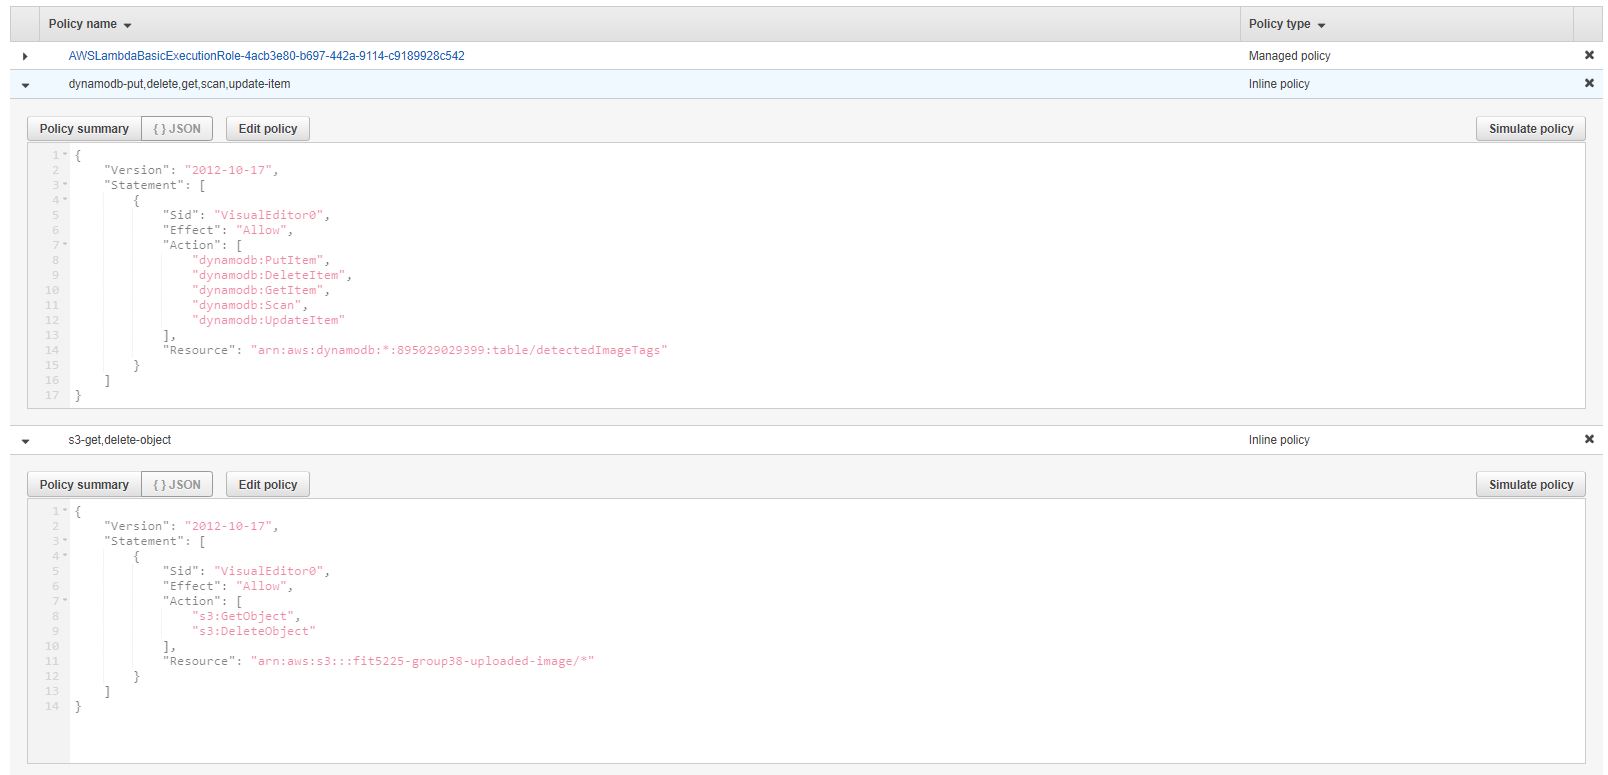 Policy name Policy type
AWSLambdaBasicExecutionRole-4acb3e80-b697-442a-9114-c9189928c542 Managed policy
dynamodb-put,delete,get,scan,update-item Inline policy
Policy summary { } JSON Edit policy Simulate policy
1 {
2 "Version": "2012-10-17",
3 "Statement": [
4 {
5 "Sid": "VisualEditor0",
6 "Effect": "Allow",
7 "Action": [
8 "dynamodb:PutItem",
9 "dynamodb:DeleteItem",
10 "dynamodb:GetItem",
11 "dynamodb:Scan",
12 "dynamodb:UpdateItem"
13 ],
14 "Resource": "arn:aws:dynamodb:*:895029029399:table/detectedImageTags"
15 }
16 ]
17 }
s3-get,delete-object Inline policy
Policy summary { } JSON Edit policy Simulate policy
1 {
2 "Version": "2012-10-17",
3 "Statement": [
4 {
5 "Sid": "VisualEditor0",
6 "Effect": "Allow",
7 "Action": [
8 "s3:GetObject",
9 "s3:DeleteObject"
10 ],
11 "Resource": "arn:aws:s3:::fit5225-group38-uploaded-image/*"
12 }
13 ]
14 }